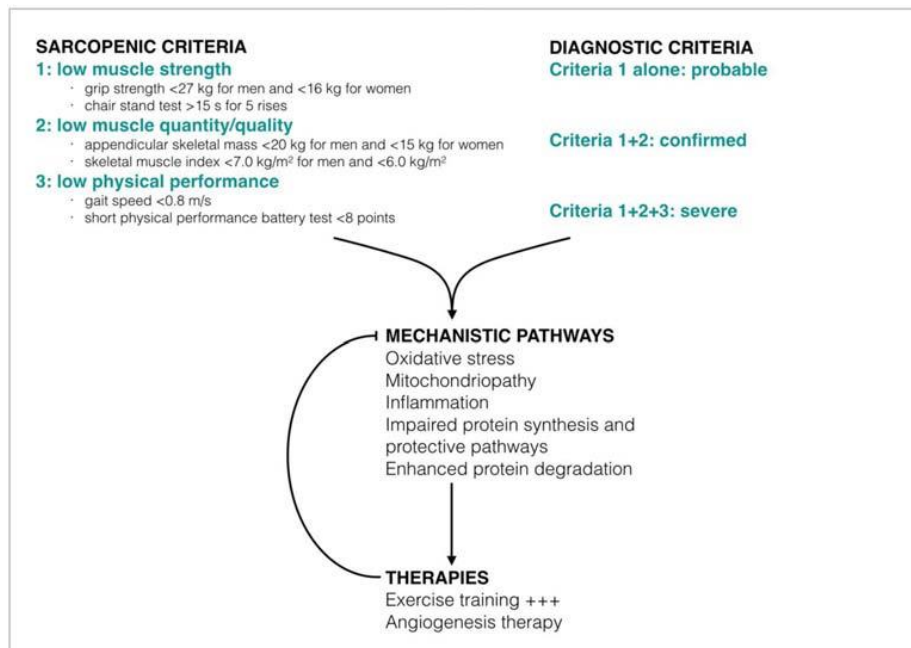 SARCOPENIC CRITERIA
1: low muscle strength
· grip strength <27 kg for men and <16 kg for women
· chair stand test >15 s for 5 rises
2: low muscle quantity/quality
· appendicular skeletal mass <20 kg for men and <15 kg for women
· skeletal muscle index <7.0 kg/m² for men and <6.0 kg/m²
3: low physical performance
· gait speed <0.8 m/s
· short physical performance battery test <8 points
DIAGNOSTIC CRITERIA
Criteria 1 alone: probable
Criteria 1+2: confirmed
Criteria 1+2+3: severe
MECHANISTIC PATHWAYS
Oxidative stress
Mitochondriopathy
Inflammation
Impaired protein synthesis and
protective pathways
Enhanced protein degradation
THERAPIES
Exercise training +++
Angiogenesis therapy